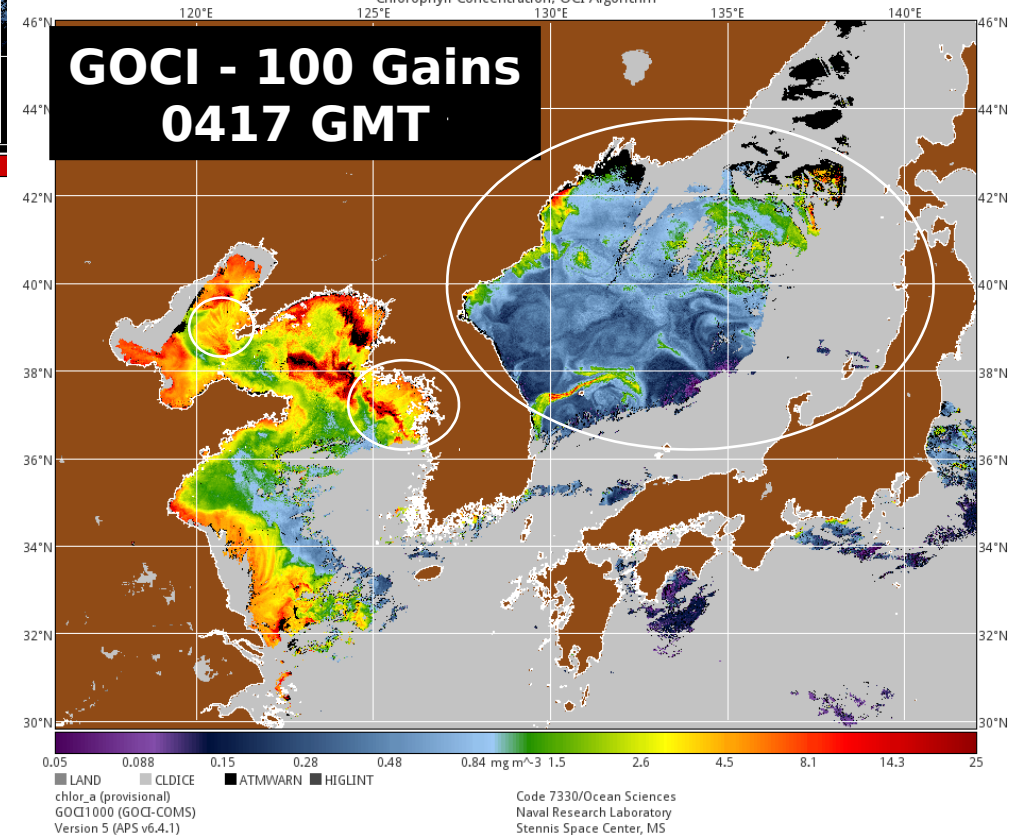 Chlorophyll Concentration, OCI Algorithm
120°E 125°E 130°E 135°E 140°E
46°N 46°N
GOCI - 100 Gains
0417 GMT
44°N 44°N
42°N 42°N
40°N 40°N
38°N 38°N
36°N 36°N
34°N 34°N
32°N 32°N
30°N 30°N
0.05 0.088 0.15 0.28 0.48 0.84 mg m^-3 1.5 2.6 4.5 8.1 14.3 25
LAND CLDICE ATMWARN HIGLINT
chlor_a (provisional) Code 7330/Ocean Sciences
GOCI1000 (GOCI-COMS) Naval Research Laboratory
Version 5 (APS v6.4.1) Stennis Space Center, MS